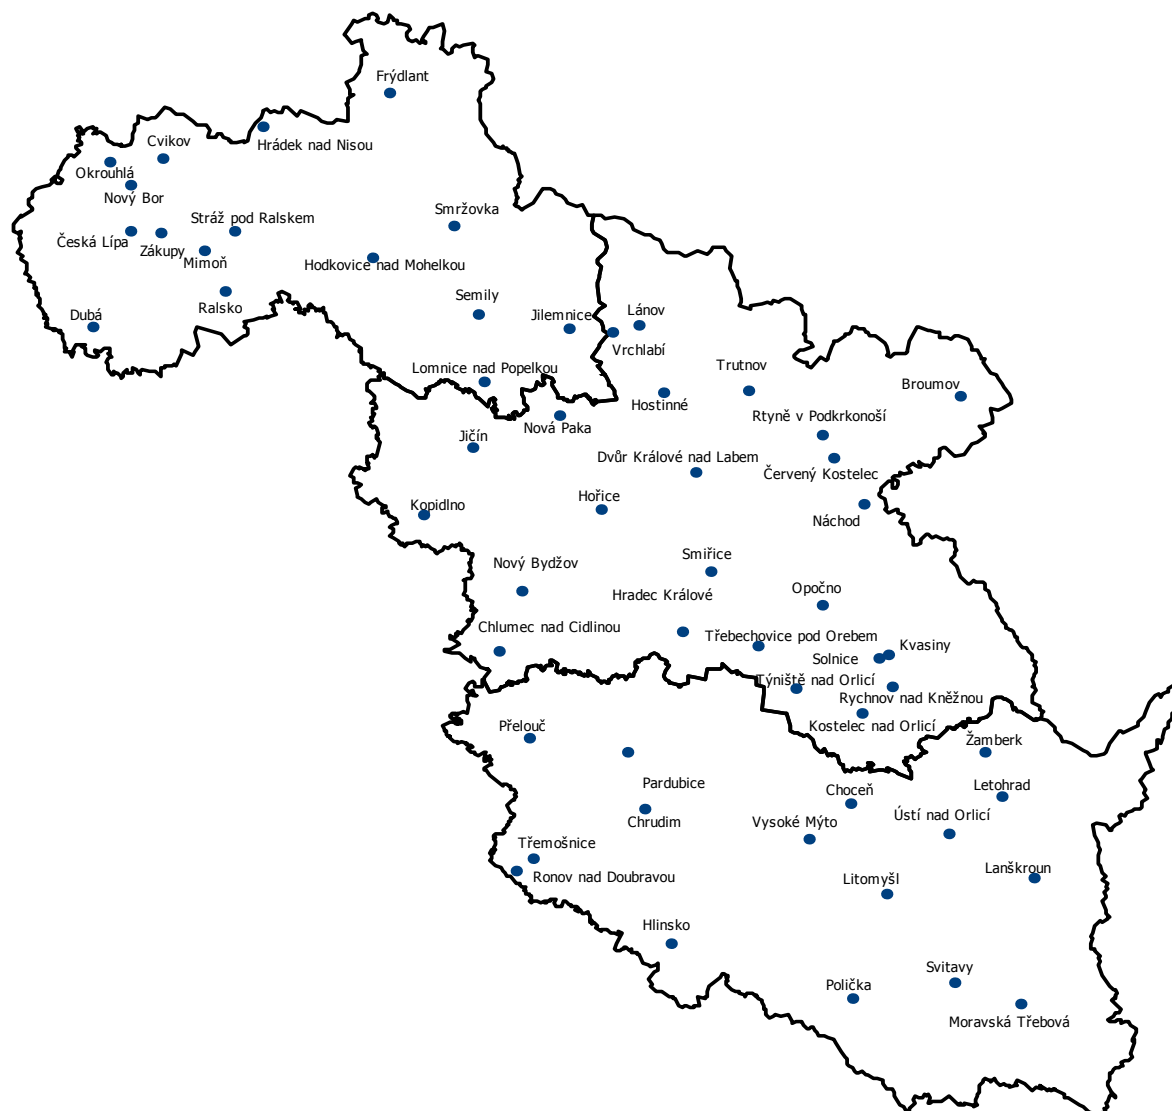 Frýdlant
Hrádek nad Nisou
Cvikov
Okrouhlá
Nový Bor
Smržovka
Stráž pod Ralskem
Česká Lípa
Zákupy
Mimoň
Hodkovice nad Mohelkou
Semily
Ralsko
Dubá
Jilemnice
Lánov
Vrchlabí
Lomnice nad Popelkou
Trutnov
Broumov
Hostinné
Nová Paka
Rtyně v Podkrkonoší
Jičín
Dvůr Králové nad Labem
Červený Kostelec
Hořice
Kopidlno
Náchod
Smiřice
Nový Bydžov
Opočno
Hradec Králové
Chlumec nad Cidlinou
Třebechovice pod Orebem
Kvasiny
Solnice
Týniště nad Orlicí
Rychnov nad Kněžnou
Kostelec nad Orlicí
Přelouč
Žamberk
Pardubice
Choceň
Letohrad
Chrudim
Vysoké Mýto
Ústí nad Orlicí
Třemošnice
Ronov nad Doubravou
Lanškroun
Litomyšl
Hlinsko
Svitavy
Polička
Moravská Třebová